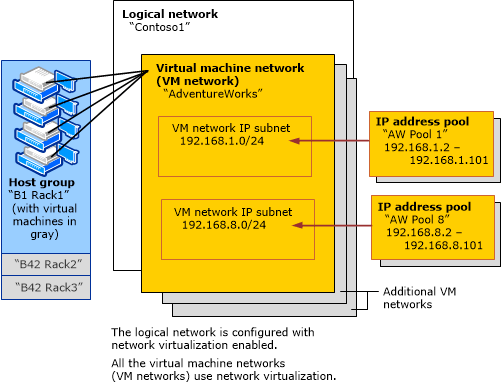 Logical network
“Contoso1”
Virtual machine network
(VM network)
“AdventureWorks”
VM network IP subnet
192.168.1.0/24
VM network IP subnet
192.168.8.0/24
IP address pool
“AW Pool 1”
192.168.1.2 –
192.168.1.101
IP address pool
“AW Pool 8”
192.168.8.2 –
192.168.8.101
Host group
“B1 Rack1”
(with virtual
machines in
gray)
“B42 Rack2”
“B42 Rack3”
Additional VM
networks
The logical network is configured with
network virtualization enabled.
All the virtual machine networks
(VM networks) use network virtualization.